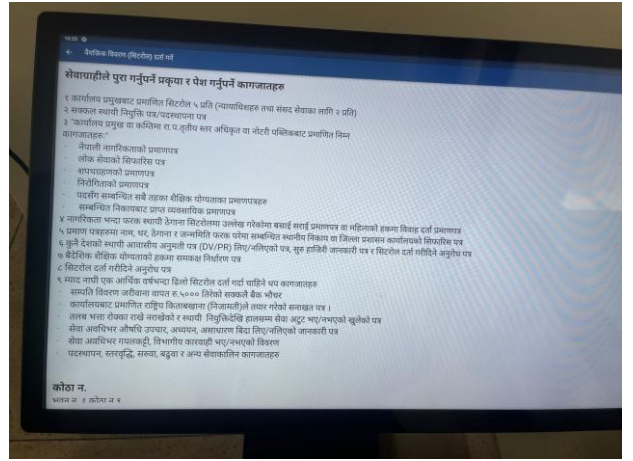 वैयक्तिक विवरण (सिटरोल) दर्ता गर्ने
सेवाग्राहीले पुरा गर्नुपर्ने प्रकृया र पेश गर्नुपर्ने कागजातहरु
१ कार्यालय प्रमुखबाट प्रमाणित सिटरोल ५ प्रति (न्यायाधिशहरु तथा संसद सेवाका लागि २ प्रति)
२ सक्कल स्थायी नियुक्ति पत्र/पदस्थापना पत्र
३ "कार्यालय प्रमुख वा कम्तिमा रा.प.तृतीय स्तर अधिकृत वा नोटरी पब्लिकबाट प्रमाणित निम्न
कागजातहरु:"
नेपाली नागरिकताको प्रमाणपत्र
लोक सेवाको सिफारिस पत्र
शपथग्रहणको प्रमाणपत्र
निरोगिताको प्रमाणपत्र
पदसँग सम्बन्धित सबै तहका शैक्षिक योग्यताका प्रमाणपत्रहरु
सम्बन्धित निकायबाट प्राप्त व्यवसायिक प्रमाणपत्र
४ नागरिकता भन्दा फरक स्थायी ठेगाना सिटरोलमा उल्लेख गरेकोमा बसाई सराई प्रमाणपत्र वा महिलाको हकमा विवाह दर्ता प्रमाणपत्र
५ प्रमाण पत्रहरुमा नाम, थर, ठेगाना र जन्ममिति फरक परेमा सम्बन्धित स्थानीय निकाय वा जिल्ला प्रशासन कार्यालयको सिफारिस पत्र
६ कुनै देशको स्थायी आवासीय अनुमती पत्र (DV/PR) लिए/नलिएको पत्र, सुरु हाजिरी जानकारी पत्र र सिटरोल दर्ता गरीदिने अनुरोध पत्र
७ बैदेशिक शैक्षिक योग्यताको हकमा समकक्ष निर्धारण पत्र
८ सिटरोल दर्ता गरीदिने अनुरोध पत्र
९ म्याद नाघी एक आर्थिक वर्षभन्दा ढिलो सिटरोल दर्ता गर्दा चाहिने थप कागजातहरु
सम्पति विवरण जरीवाना वापत रु.५००० तिरेको सक्कलै बैंक भौचर
कार्यालयबाट प्रमाणित राष्ट्रिय किताबखाना (निजामती)ले तयार गरेको सनाखत पत्र ।
तलब भत्ता रोक्का राखे नराखेको र स्थायी नियुक्तिदेखि हालसम्म सेवा अटुट भए/नभएको खुलेको पत्र
सेवा अवधिभर औषधि उपचार, अध्ययन, असाधारण बिदा लिए/नलिएको जानकारी पत्र
सेवा अवधिभर गयलकट्टी, विभागीय कारवाही भए/नभएको विवरण
पदस्थापन, स्तरवृद्धि, सरुवा, बढुवा र अन्य सेवाकालिन कागजातहरु
कोठा न.
भवन न. १ कोठा न ९